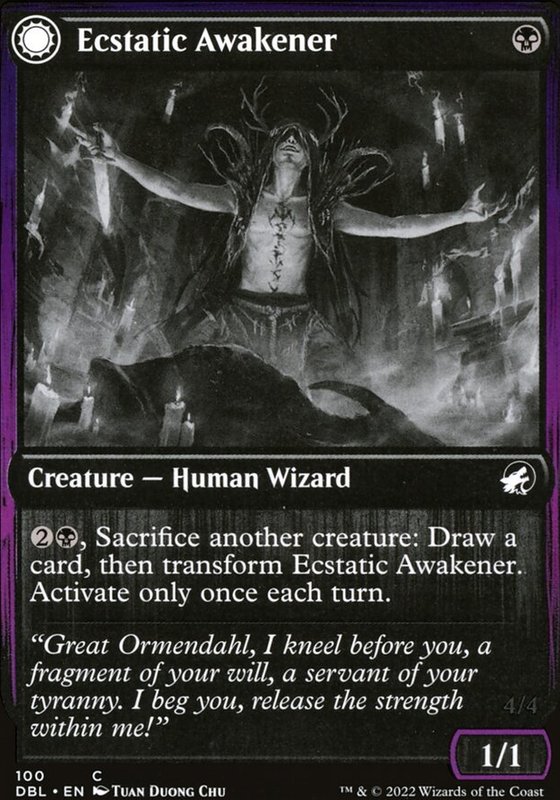 Ecstatic Awakener
Creature — Human Wizard
2, Sacrifice another creature: Draw a
card, then transform Ecstatic Awakener.
Activate only once each turn.
“Great Ormendahl, I kneel before you, a
fragment of your will, a servant of your
tyranny. I beg you, release the strength
within me!”
4/4
1/1
100 C
DBL • EN Tuan Duong Chu
™ & © 2022 Wizards of the Coast